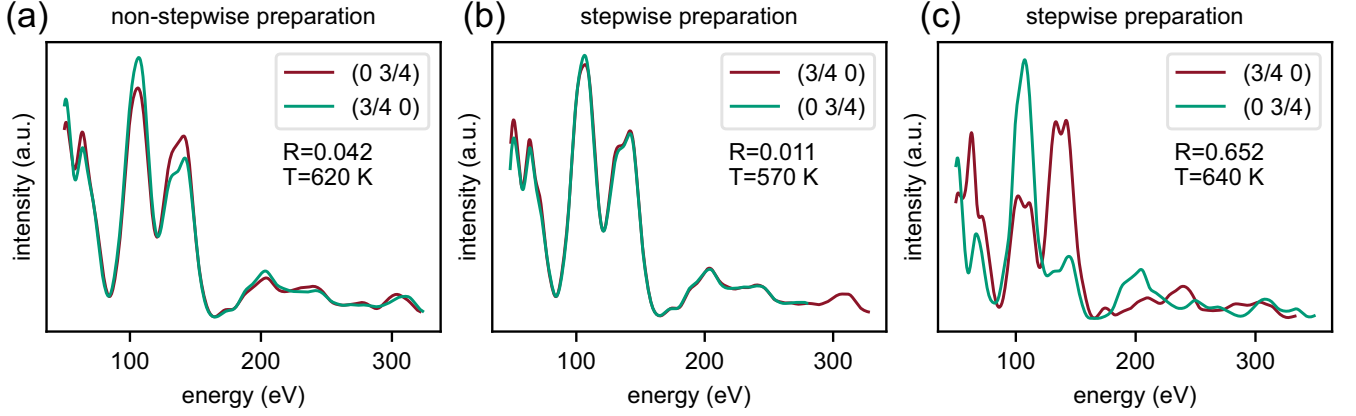 (a) non-stepwise preparation
(0 3/4)
(3/4 0)
R=0.042
T=620 K
intensity (a.u.)
100 200 300
energy (eV)
(b) stepwise preparation
(3/4 0)
(0 3/4)
R=0.011
T=570 K
intensity (a.u.)
100 200 300
energy (eV)
(c) stepwise preparation
(3/4 0)
(0 3/4)
R=0.652
T=640 K
intensity (a.u.)
100 200 300
energy (eV)